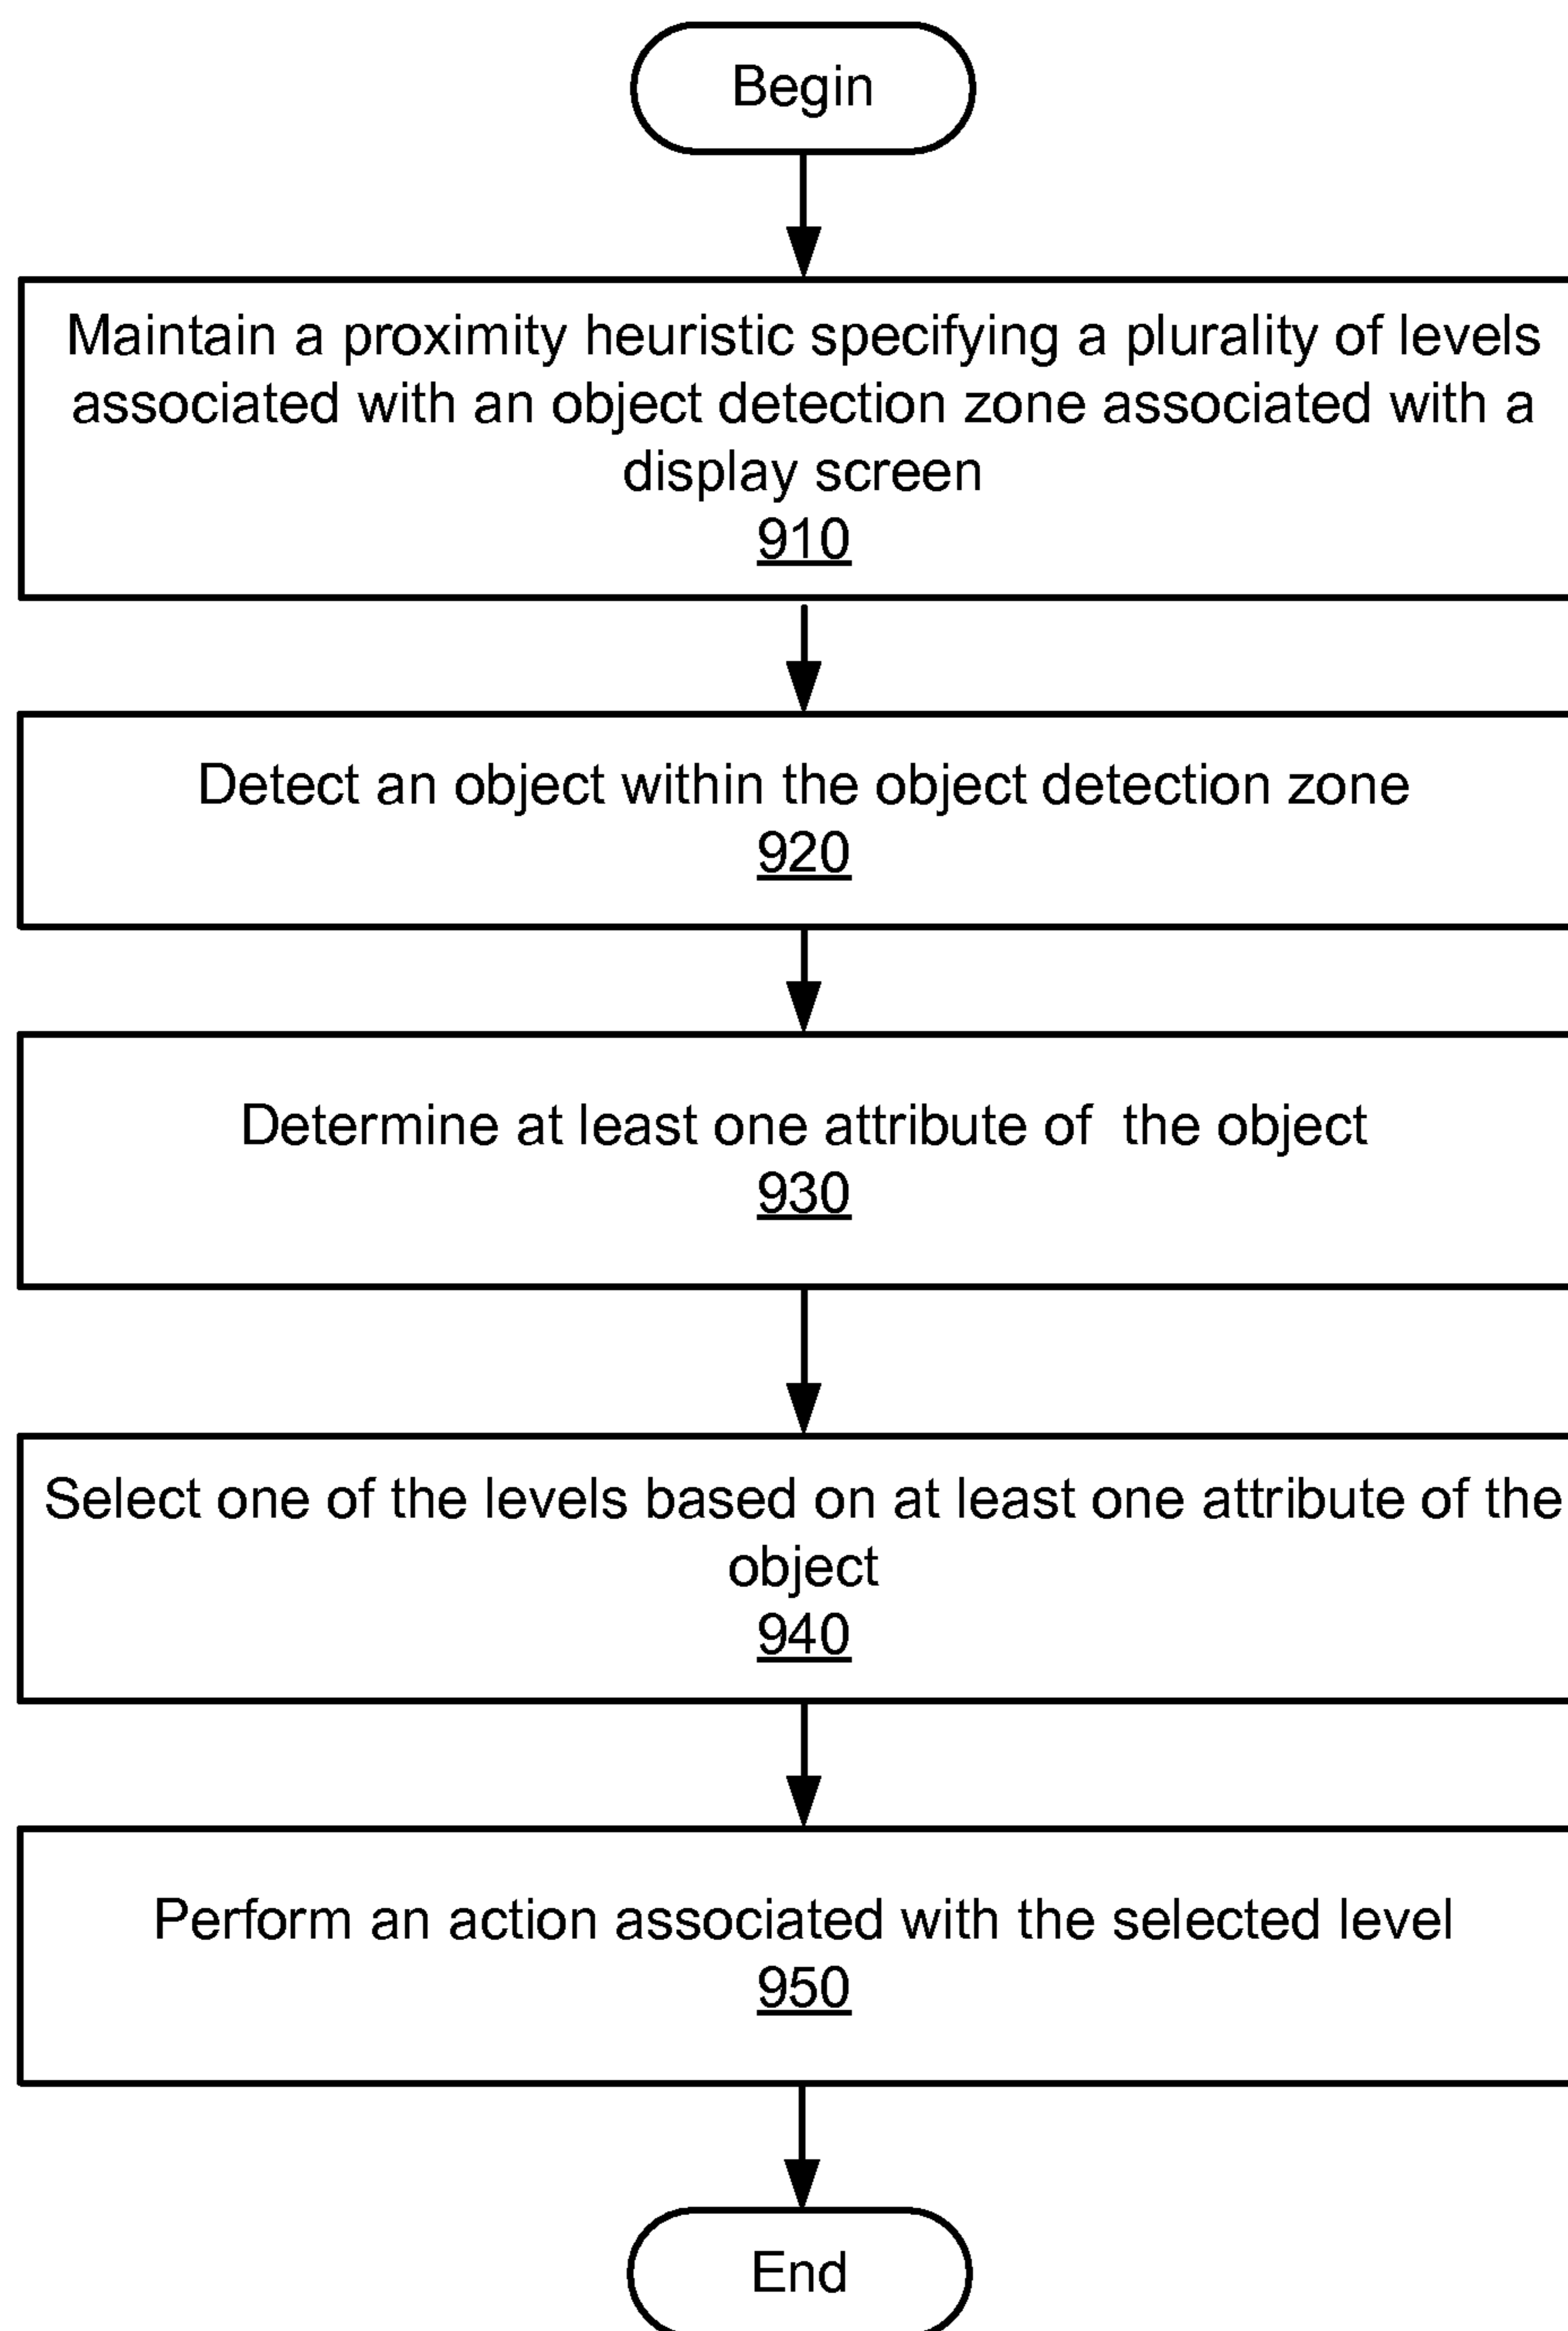 Begin
Maintain a proximity heuristic specifying a plurality of levels
associated with an object detection zone associated with a
display screen
910
Detect an object within the object detection zone
920
Determine at least one attribute of the object
930
Select one of the levels based on at least one attribute of the
object
940
Perform an action associated with the selected level
950
End